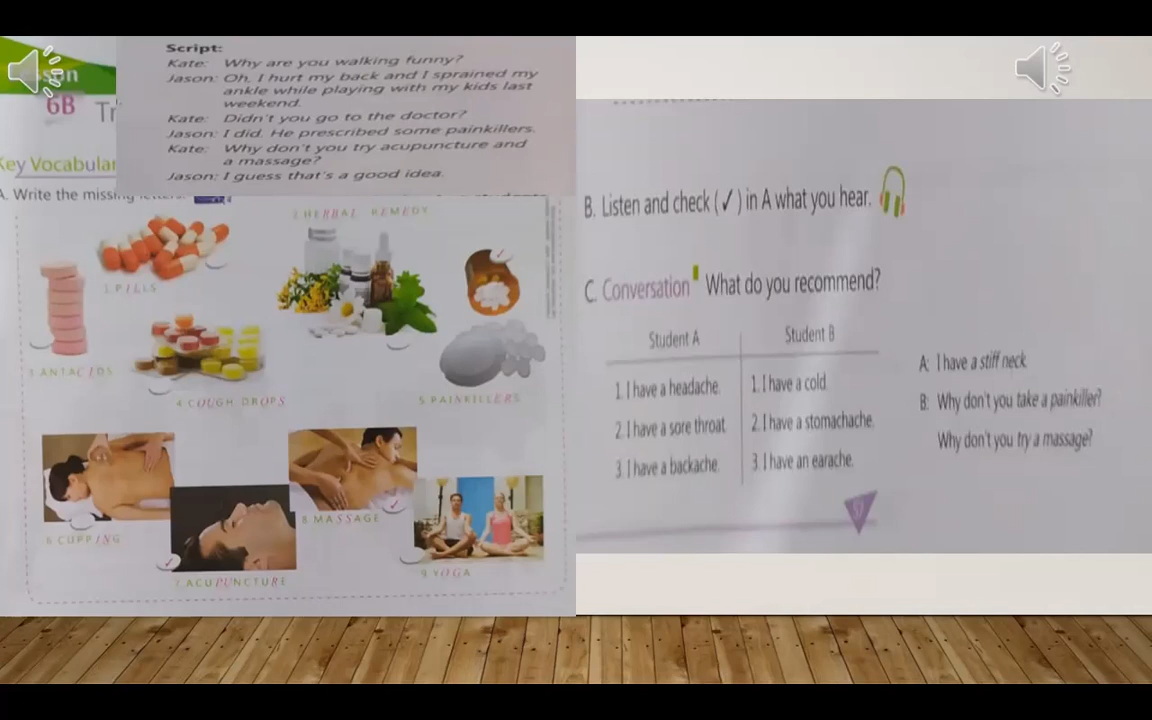 Script:
Kate: Why are you walking funny?
Jason: Oh, I hurt my back and I sprained my
ankle while playing with my kids last
weekend.
Kate: Didn't you go to the doctor?
Jason: I did. He prescribed some painkillers.
Kate: Why don't you try acupuncture and
a massage?
Jason: I guess that's a good idea.
sson
6B Tr
Key Vocabular
A. Write the missing letters.
1 PILLS
2 HERBAL REMEDY
3 ANTACIDS
4 COUGH DROPS
5 PAINKILLERS
6 CUPPING
7 ACUPUNCTURE
8 MASSAGE
9 YOGA
B. Listen and check (✓) in A what you hear.
C. Conversation What do you recommend?
Student A
Student B
1. I have a headache.
1. I have a cold.
2. I have a sore throat.
2. I have a stomachache.
3. I have a backache.
3. I have an earache.
A: I have a stiff neck
B: Why don't you take a painkiller?
Why don't you try a massage?
57